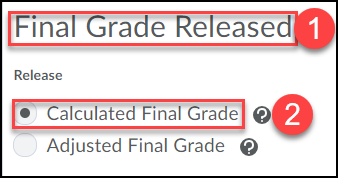 Final Grade Released 1
Release
Calculated Final Grade ? 2
Adjusted Final Grade ?